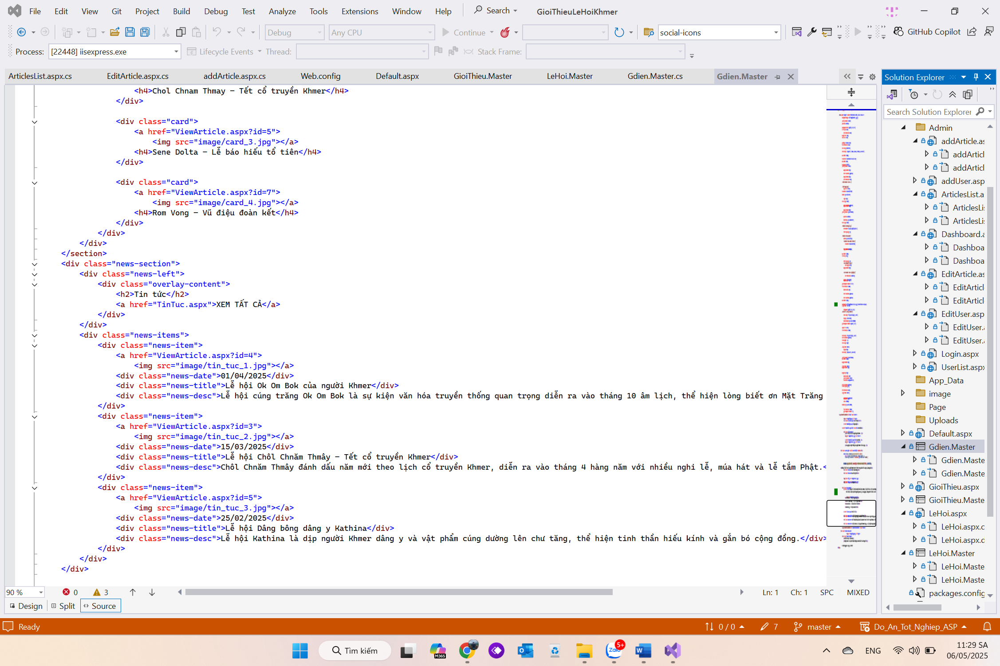 File Edit View Git Project Build Debug Test Analyze Tools Extensions Window Help Search GioiThieuLeHoiKhmer
Debug Any CPU Continue social-icons GitHub Copilot
Process: [22448] iisexpress.exe Lifecycle Events Thread: Stack Frame:
ArticlesList.aspx.cs EditArticle.aspx.cs addArticle.aspx.cs Web.config Default.aspx GioiThieu.Master LeHoi.Master Gdien.Master.cs Gdien.Master
<h4>Chol Chnam Thmay - Tết cổ truyền Khmer</h4>
</div>
<div class="card">
<a href="ViewArticle.aspx?id=5">
<img src="image/card_3.jpg"></a>
<h4>Sene Dolta - Lễ báo hiếu tổ tiên</h4>
</div>
<div class="card">
<a href="ViewArticle.aspx?id=7">
<img src="image/card_4.jpg"></a>
<h4>Rom Vong - Vũ điệu đoàn kết</h4>
</div>
</div>
</div>
</section>
<div class="news-section">
<div class="news-left">
<div class="overlay-content">
<h2>Tin tức</h2>
<a href="TinTuc.aspx">XEM TẤT CẢ</a>
</div>
</div>
<div class="news-items">
<div class="news-item">
<a href="ViewArticle.aspx?id=4">
<img src="image/tin_tuc_1.jpg"></a>
<div class="news-date">01/04/2025</div>
<div class="news-title">Lễ hội Ok Om Bok của người Khmer</div>
<div class="news-desc">Lễ hội cúng trăng Ok Om Bok là sự kiện văn hóa truyền thống quan trọng diễn ra vào tháng 10 âm lịch, thể hiện lòng biết ơn Mặt Trăng
</div>
<div class="news-item">
<a href="ViewArticle.aspx?id=3">
<img src="image/tin_tuc_2.jpg"></a>
<div class="news-date">15/03/2025</div>
<div class="news-title">Lễ hội Chôl Chnăm Thmây - Tết cổ truyền Khmer</div>
<div class="news-desc">Chôl Chnăm Thmây đánh dấu năm mới theo lịch cổ truyền Khmer, diễn ra vào tháng 4 hàng năm với nhiều nghi lễ, múa hát và lễ tắm Phật.<
</div>
<div class="news-item">
<a href="ViewArticle.aspx?id=5">
<img src="image/tin_tuc_3.jpg"></a>
<div class="news-date">25/02/2025</div>
<div class="news-title">Lễ hội Dâng bông dâng y Kathina</div>
<div class="news-desc">Lễ hội Kathina là dịp người Khmer dâng y và vật phẩm cúng dường lên chư tăng, thể hiện tinh thần hiếu kính và gắn bó cộng đồng.</div>
</div>
</div>
</div>
90 % 0 3 Ln: 1 Ch: 1 SPC MIXED
Design Split Source
Solution Explorer
Search Solution Explorer
Admin
addArticle.as
addArticl
addArticl
addUser.asp
ArticlesList.a
ArticlesLi
ArticlesLi
Dashboard.a
Dashboa
Dashboa
EditArticle.as
EditArticl
EditArticl
EditUser.asp
EditUser.
EditUser.
Login.aspx
UserList.aspx
App_Data
image
Page
Uploads
Default.aspx
Gdien.Master
Gdien.Maste
Gdien.Maste
GioiThieu.aspx
GioiThieu.Maste
LeHoi.aspx
LeHoi.aspx.c
LeHoi.aspx.d
LeHoi.Master
LeHoi.Maste
LeHoi.Maste
packages.config
Ready 0 / 0 7 master Do_An_Tot_Nghiep_ASP
Tìm kiếm M365 Zalo 5+ ENG 11:29 SA
06/05/2025